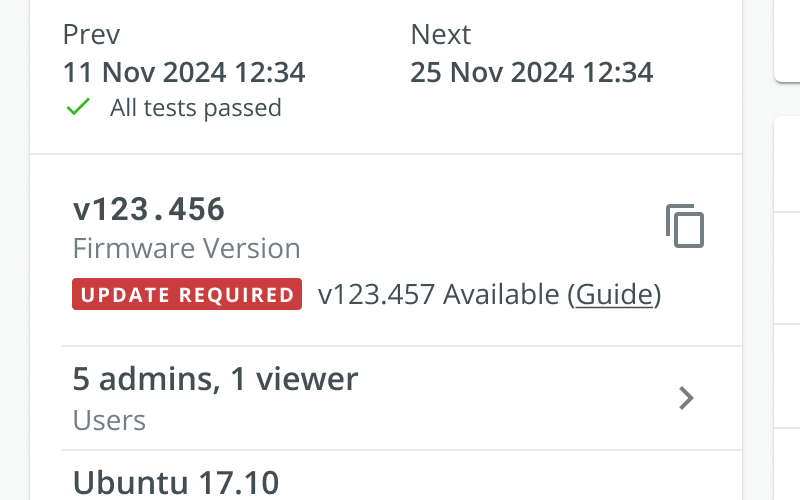 Prev
Next
11 Nov 2024 12:34
25 Nov 2024 12:34
All tests passed
v123.456
Firmware Version
UPDATE REQUIRED v123.457 Available (Guide)
5 admins, 1 viewer
Users
Ubuntu 17.10